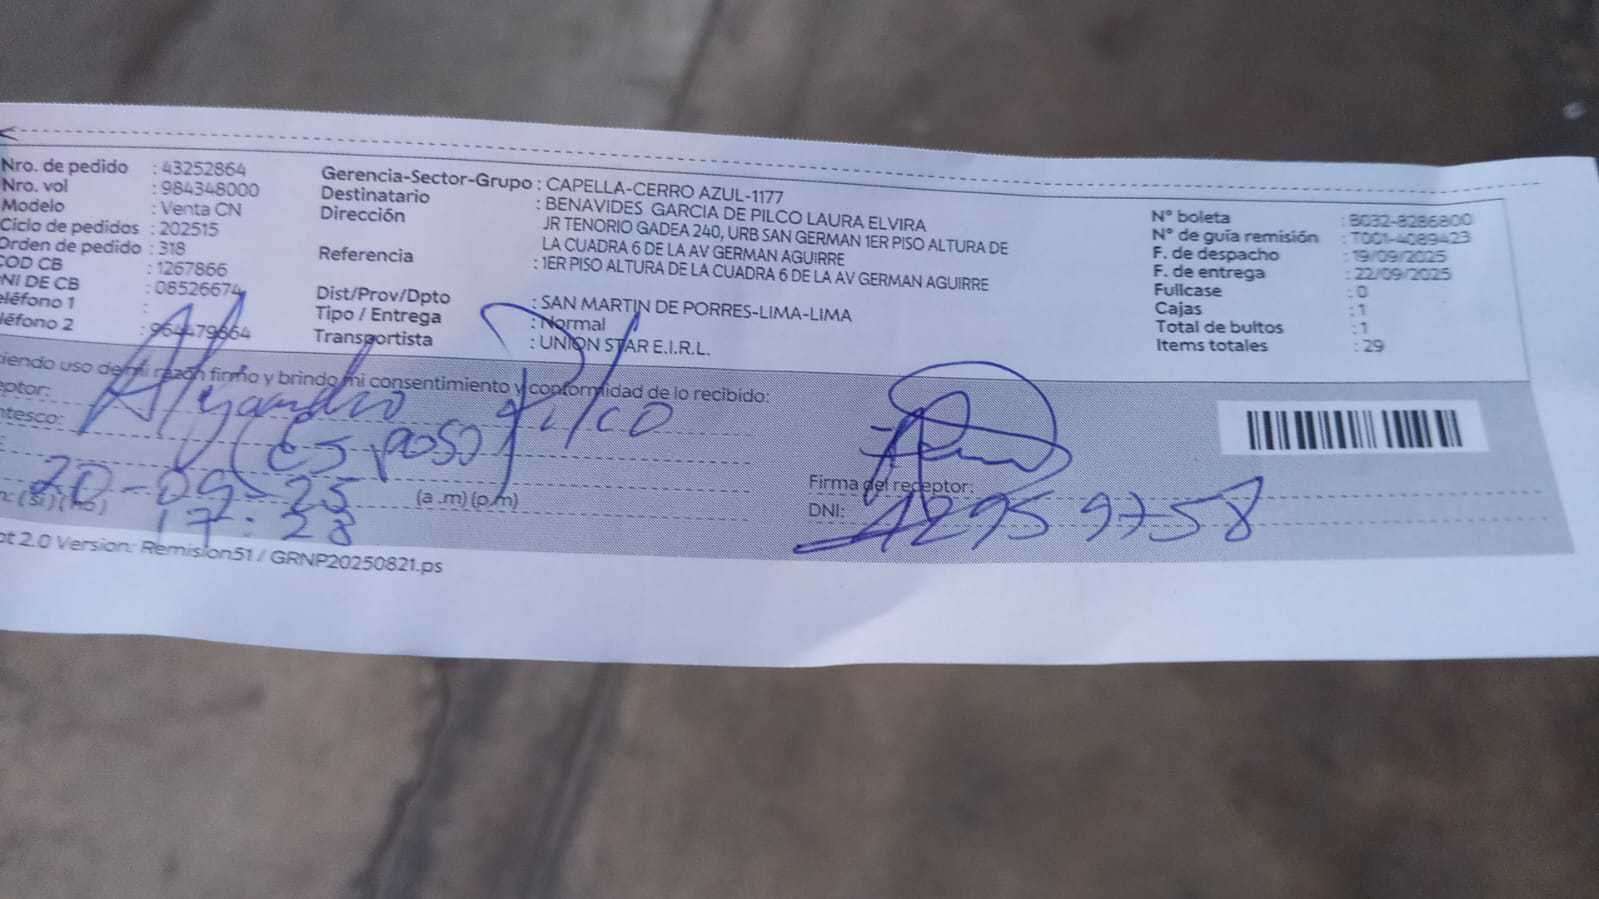 Nro. de pedido : 43252864
Nro. vol : 984348000
Modelo : Venta CN
Ciclo de pedidos : 202515
Orden de pedido : 318
COD CB : 1267866
NI DE CB : 08526674
eléfono 1 :
léfono 2 : 964479664
Gerencia-Sector-Grupo : CAPELLA-CERRO AZUL-1177
Destinatario : BENAVIDES GARCIA DE PILCO LAURA ELVIRA
Dirección JR TENORIO GADEA 240, URB SAN GERMAN 1ER PISO ALTURA DE
LA CUADRA 6 DE LA AV GERMAN AGUIRRE
Referencia : 1ER PISO ALTURA DE LA CUADRA 6 DE LA AV GERMAN AGUIRRE
Dist/Prov/Dpto : SAN MARTIN DE PORRES-LIMA-LIMA
Tipo / Entrega : Normal
Transportista : UNION STAR E.I.R.L.
N° boleta : B032-8286800
N° de guía remisión : T001-4089423
F. de despacho : 19/09/2025
F. de entrega : 22/09/2025
Fullcase : 0
Cajas : 1
Total de bultos : 1
Items totales : 29
iendo uso de mi razón firmo y brindo mi consentimiento y conformidad de lo recibido:
eptor: Alejandro Pilco
ntesco: (esposo)
: 20-09-25
n: (si) (no) 17:28 (a .m) (p.m)
Firma del receptor:
DNI: 42959758
pt 2.0 Version: Remision51 / GRNP20250821.ps